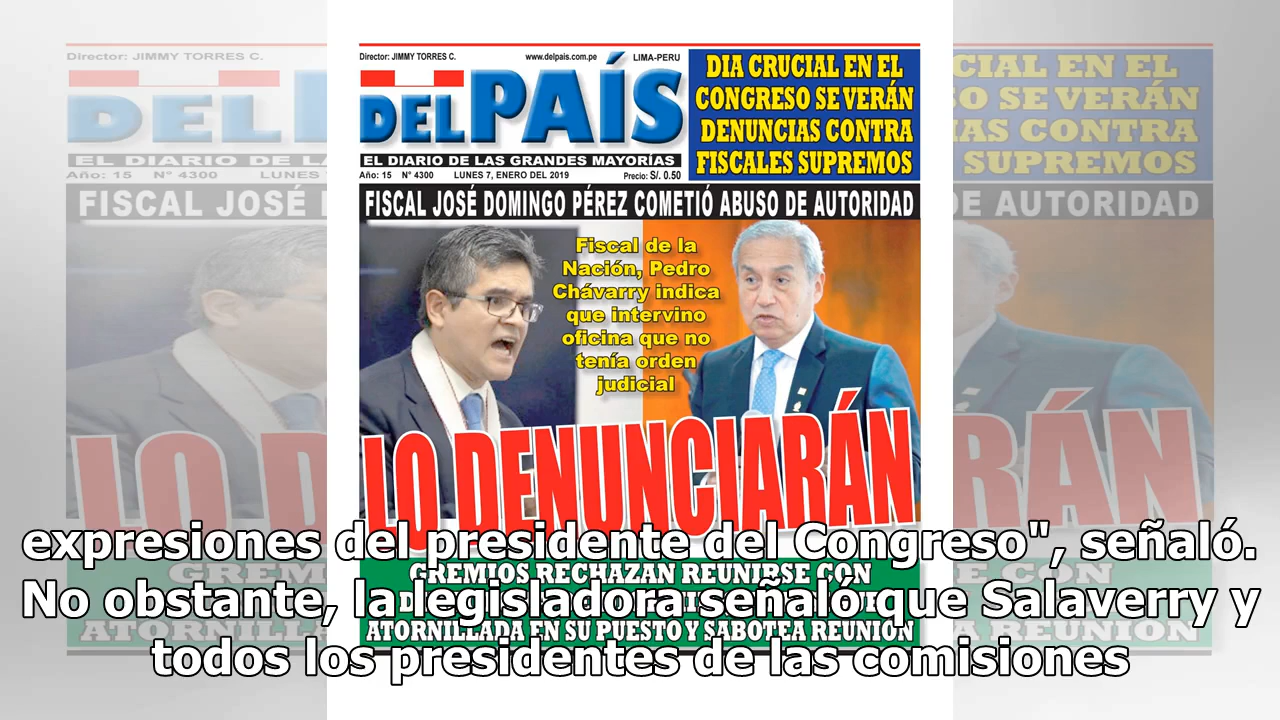 Director: JIMMY TORRES C. www.delpais.com.pe LIMA-PERU
DEL PAÍS
EL DIARIO DE LAS GRANDES MAYORÍAS
Año: 15 N° 4300 LUNES 7, ENERO DEL 2019 Precio: S/. 0.50
DIA CRUCIAL EN EL
CONGRESO SE VERÁN
DENUNCIAS CONTRA
FISCALES SUPREMOS
FISCAL JOSÉ DOMINGO PÉREZ COMETIÓ ABUSO DE AUTORIDAD
Fiscal de la
Nación, Pedro
Chávarry indica
que intervino
oficina que no
tenía orden
judicial
LO DENUNCIARÁN
GREMIOS RECHAZAN REUNIRSE CON
ATORNILLADA EN SU PUESTO Y SABOTEA REUNIÓN
expresiones del presidente del Congreso", señaló.
No obstante, la legisladora señaló que Salaverry y
todos los presidentes de las comisiones